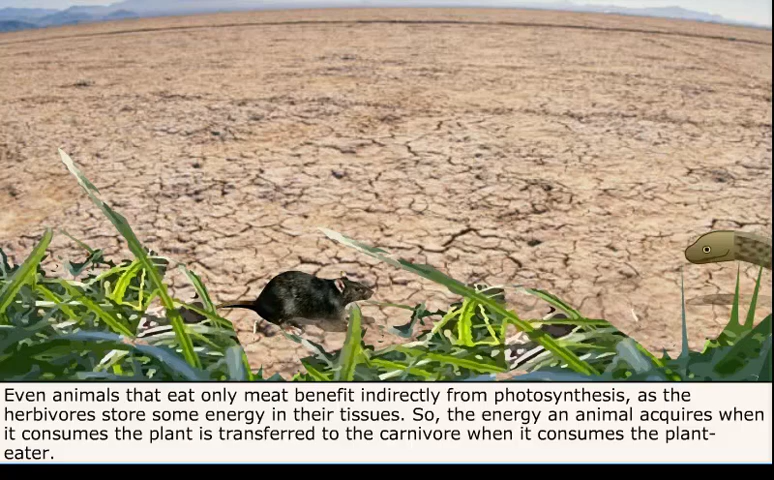 Even animals that eat only meat benefit indirectly from photosynthesis, as the
herbivores store some energy in their tissues. So, the energy an animal acquires when
it consumes the plant is transferred to the carnivore when it consumes the plant-
eater.